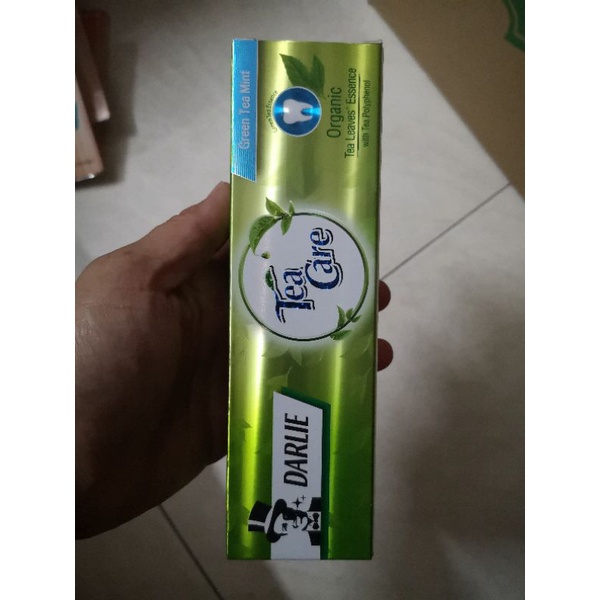 DARLIE
Tea
Care
Green Tea Mint
Organic
Tea Leaves* Essence
with Tea Polyphenol